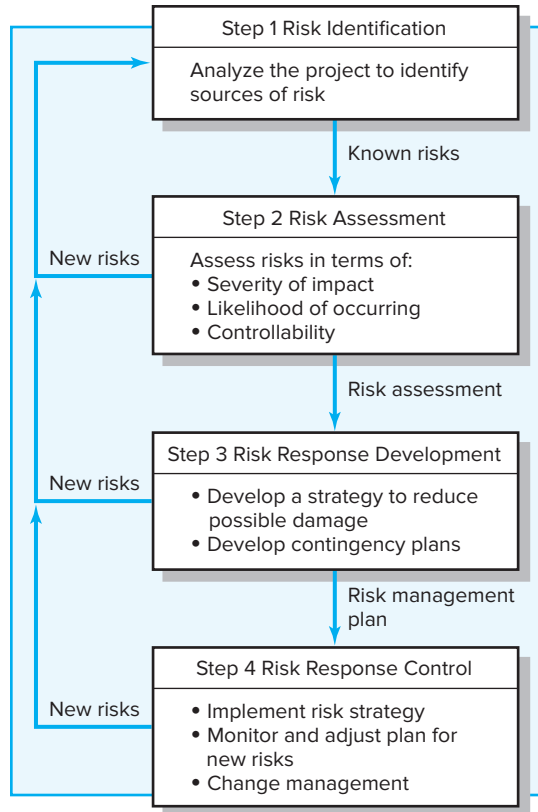 Step 1 Risk Identification
Analyze the project to identify
sources of risk
Known risks
Step 2 Risk Assessment
New risks
Assess risks in terms of:
• Severity of impact
• Likelihood of occurring
• Controllability
Risk assessment
Step 3 Risk Response Development
New risks
• Develop a strategy to reduce
possible damage
• Develop contingency plans
Risk management
plan
Step 4 Risk Response Control
New risks
• Implement risk strategy
• Monitor and adjust plan for
new risks
• Change management